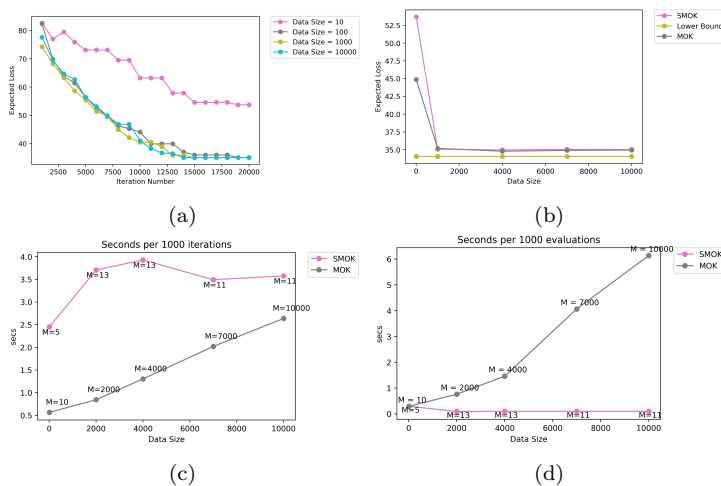 80
70
60
50
40
2500
5000
7500
10000
12500
15000
17500
20000
Expected Loss
Iteration Number
Data Size = 10
Data Size = 100
Data Size = 1000
Data Size = 10000
(a)
52.5
50.0
47.5
45.0
42.5
40.0
37.5
35.0
0
2000
4000
6000
8000
10000
Expected Loss
Data Size
SMOK
Lower Bound
MOK
(b)
Seconds per 1000 iterations
4.0
3.5
3.0
2.5
2.0
1.5
1.0
0.5
0
2000
4000
6000
8000
10000
secs
Data Size
M=5
M=13
M=13
M=11
M=11
M=10
M=2000
M=4000
M=7000
M=10000
SMOK
MOK
(c)
Seconds per 1000 evaluations
6
5
4
3
2
1
0
0
2000
4000
6000
8000
10000
secs
Data Size
M = 10
M = 2000
M = 4000
M = 7000
M = 10000
M=5
M=13
M=13
M=11
M=11
SMOK
MOK
(d)